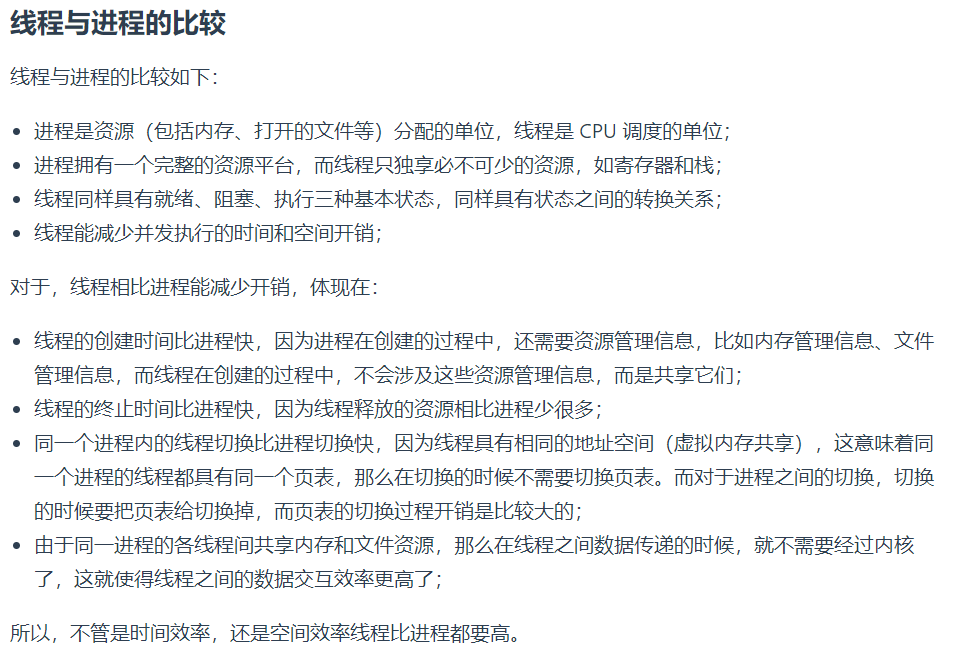 线程与进程的比较
线程与进程的比较如下：
进程是资源（包括内存、打开的文件等）分配的单位，线程是 CPU 调度的单位；
进程拥有一个完整的资源平台，而线程只独享必不可少的资源，如寄存器和栈；
线程同样具有就绪、阻塞、执行三种基本状态，同样具有状态之间的转换关系；
线程能减少并发执行的时间和空间开销；
对于，线程相比进程能减少开销，体现在：
线程的创建时间比进程快，因为进程在创建的过程中，还需要资源管理信息，比如内存管理信息、文件
管理信息，而线程在创建的过程中，不会涉及这些资源管理信息，而是共享它们；
线程的终止时间比进程快，因为线程释放的资源相比进程少很多；
同一个进程内的线程切换比进程切换快，因为线程具有相同的地址空间（虚拟内存共享），这意味着同
一个进程的线程都具有同一个页表，那么在切换的时候不需要切换页表。而对于进程之间的切换，切换
的时候要把页表给切换掉，而页表的切换过程开销是比较大的；
由于同一进程的各线程间共享内存和文件资源，那么在线程之间数据传递的时候，就不需要经过内核
了，这就使得线程之间的数据交互效率更高了；
所以，不管是时间效率，还是空间效率线程比进程都要高。